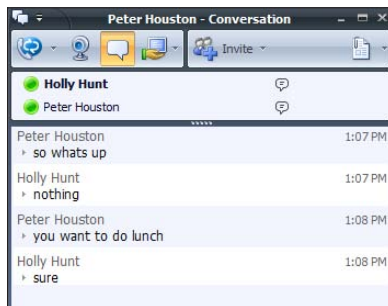 Peter Houston - Conversation
Invite
Holly Hunt
Peter Houston
Peter Houston 1:07 PM
so whats up
Holly Hunt 1:07 PM
nothing
Peter Houston 1:08 PM
you want to do lunch
Holly Hunt 1:08 PM
sure